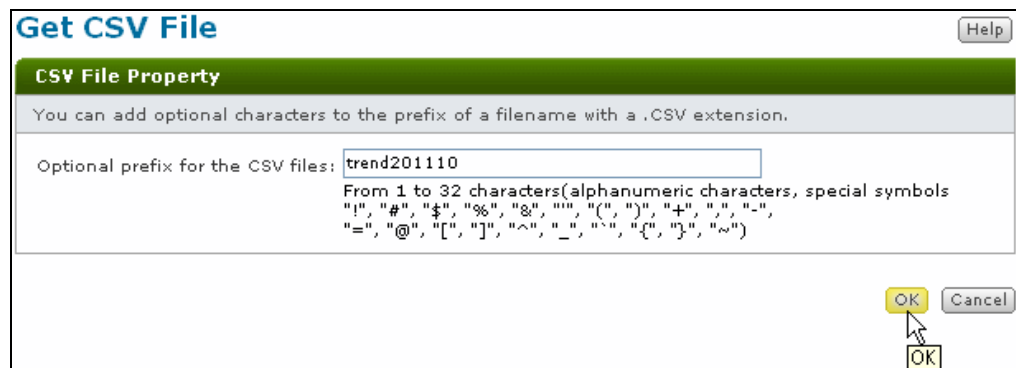 Get CSV File
Help
CSV File Property
You can add optional characters to the prefix of a filename with a .CSV extension.
Optional prefix for the CSV files: trend201110
From 1 to 32 characters(alphanumeric characters, special symbols
"!", "#", "$", "%", "&", "'", "(", ")", "+", ",", "-",
"=", "@", "[", "]", "^", "_", "`", "{", "}", "~")
OK
Cancel
OK